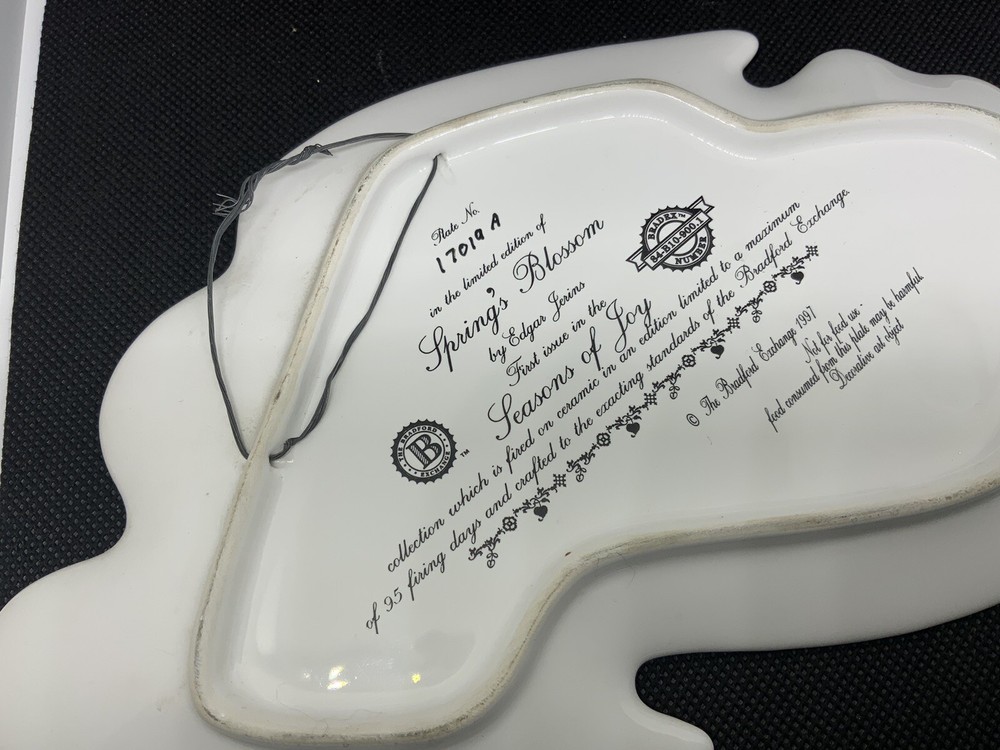 Plate No.
17019 A
in the limited edition of
Spring's Blossom
by Edgar Jerins
First issue in the
Seasons of Joy
collection which is fired on ceramic in an edition limited to a maximum
of 95 firing days and crafted to the exacting standards of the Bradford Exchange.
BRADEX™
84-B10-900.1
NUMBER
THE BRADFORD
B
EXCHANGE
™
© The Bradford Exchange 1997
"Not for food use
food consumed from this plate may be harmful"
Decorative art object